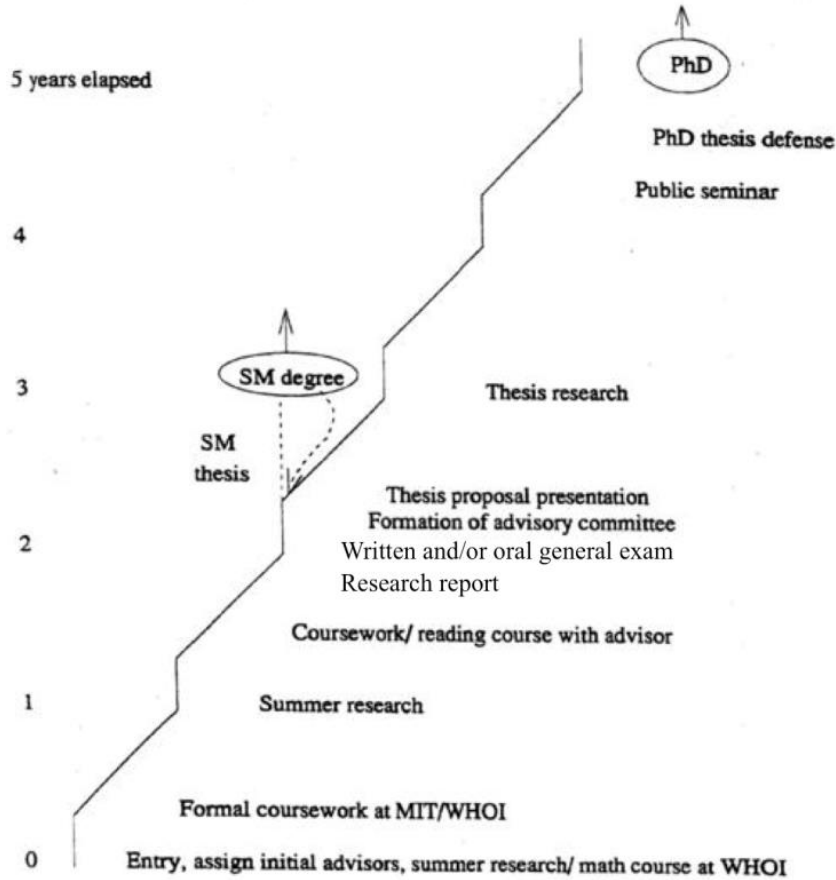 PhD
5 years elapsed
PhD thesis defense
Public seminar
4
SM degree
3
Thesis research
SM
thesis
Thesis proposal presentation
Formation of advisory committee
2
Written and/or oral general exam
Research report
Coursework/ reading course with advisor
1
Summer research
Formal coursework at MIT/WHOI
0
Entry, assign initial advisors, summer research/ math course at WHOI